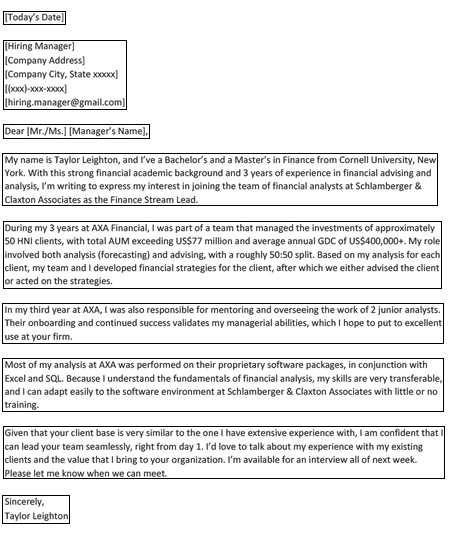 [Today's Date]
[Hiring Manager]
[Company Address]
[Company City, State xxxxx]
[(xxx)-xxx-xxxx]
[hiring.manager@gmail.com]
Dear [Mr./Ms.] [Manager's Name],
My name is Taylor Leighton, and I've a Bachelor's and a Master's in Finance from Cornell University, New
York. With this strong financial academic background and 3 years of experience in financial advising and
analysis, I'm writing to express my interest in joining the team of financial analysts at Schlamberger &
Claxton Associates as the Finance Stream Lead.
During my 3 years at AXA Financial, I was part of a team that managed the investments of approximately
50 HNI clients, with total AUM exceeding US$77 million and average annual GDC of US$400,000+. My role
involved both analysis (forecasting) and advising, with a roughly 50:50 split. Based on my analysis for each
client, my team and I developed financial strategies for the client, after which we either advised the client
or acted on the strategies.
In my third year at AXA, I was also responsible for mentoring and overseeing the work of 2 junior analysts.
Their onboarding and continued success validates my managerial abilities, which I hope to put to excellent
use at your firm.
Most of my analysis at AXA was performed on their proprietary software packages, in conjunction with
Excel and SQL. Because I understand the fundamentals of financial analysis, my skills are very transferable,
and I can adapt easily to the software environment at Schlamberger & Claxton Associates with little or no
training.
Given that your client base is very similar to the one I have extensive experience with, I am confident that I
can lead your team seamlessly, right from day 1. I'd love to talk about my experience with my existing
clients and the value that I bring to your organization. I'm available for an interview all of next week.
Please let me know when we can meet.
Sincerely,
Taylor Leighton